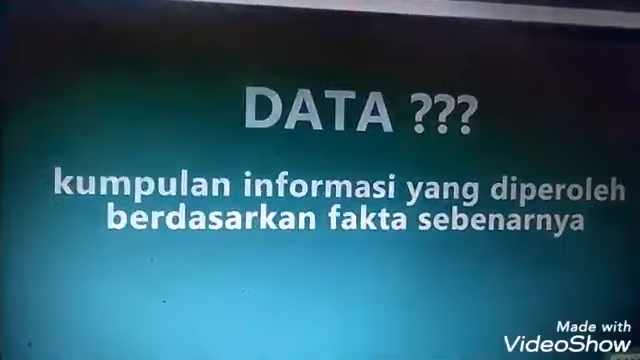 DATA ???
kumpulan informasi yang diperoleh
berdasarkan fakta sebenarnya
Made with
VideoShow